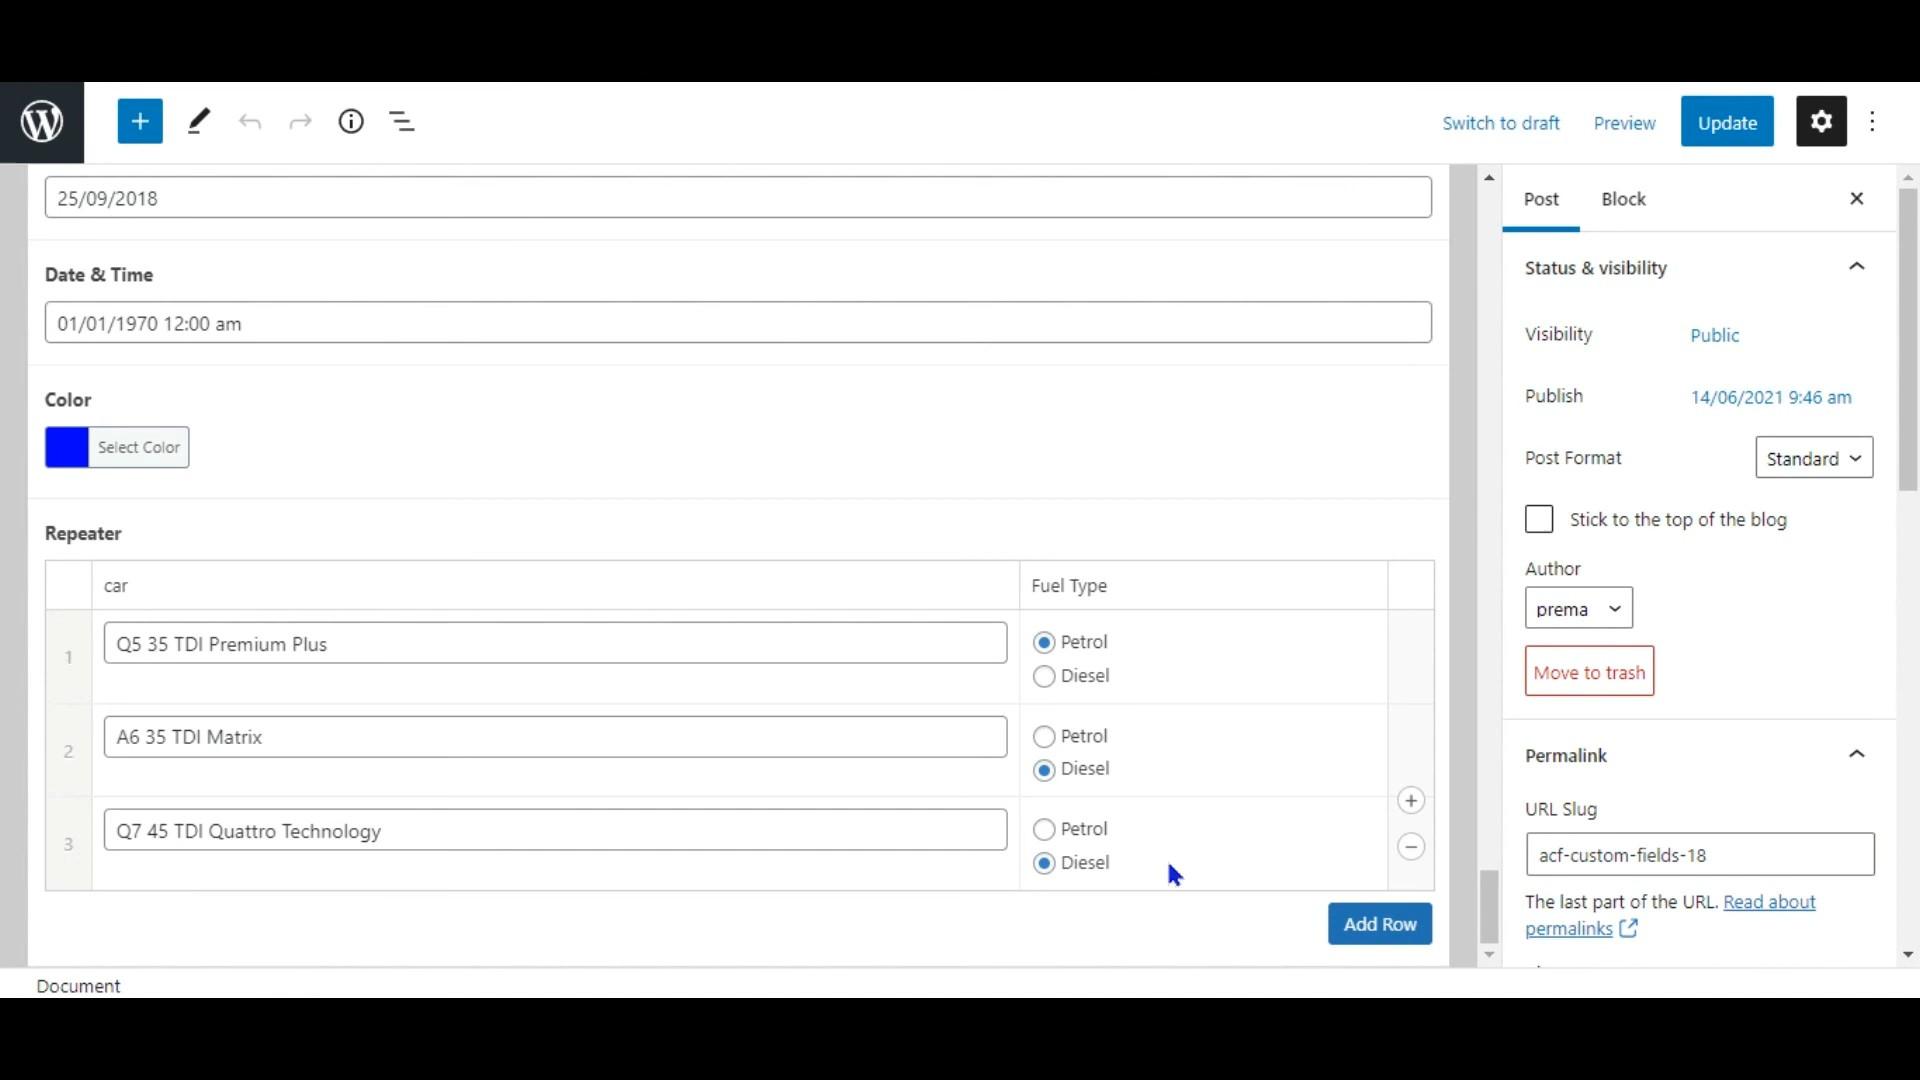 Switch to draft
Preview
Update
25/09/2018
Date & Time
01/01/1970 12:00 am
Color
Select Color
Repeater
car
Fuel Type
1
Q5 35 TDI Premium Plus
Petrol
Diesel
2
A6 35 TDI Matrix
Petrol
Diesel
3
Q7 45 TDI Quattro Technology
Petrol
Diesel
Add Row
Post
Block
Status & visibility
Visibility
Public
Publish
14/06/2021 9:46 am
Post Format
Standard
Stick to the top of the blog
Author
prema
Move to trash
Permalink
URL Slug
acf-custom-fields-18
The last part of the URL. Read about
permalinks
Document